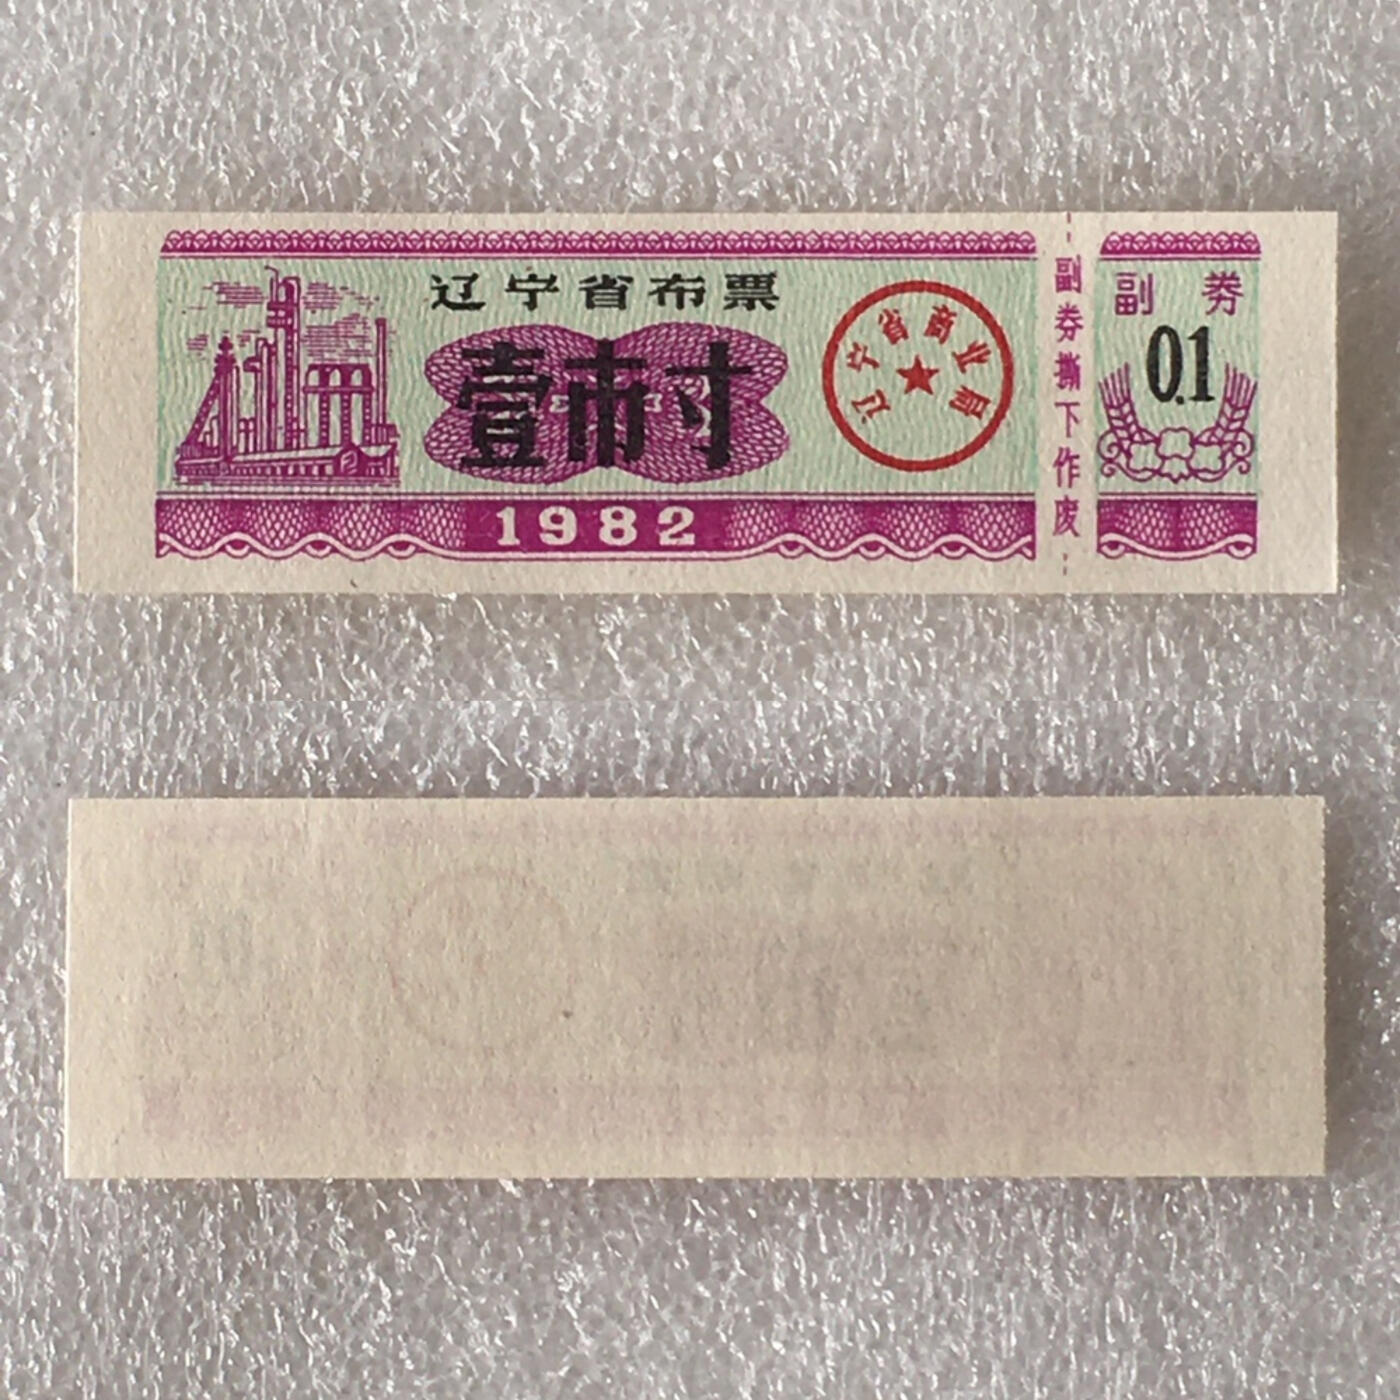 辽宁省布票
壹市寸
辽宁省商业局
1982
副券撕下作废
副券
0.1